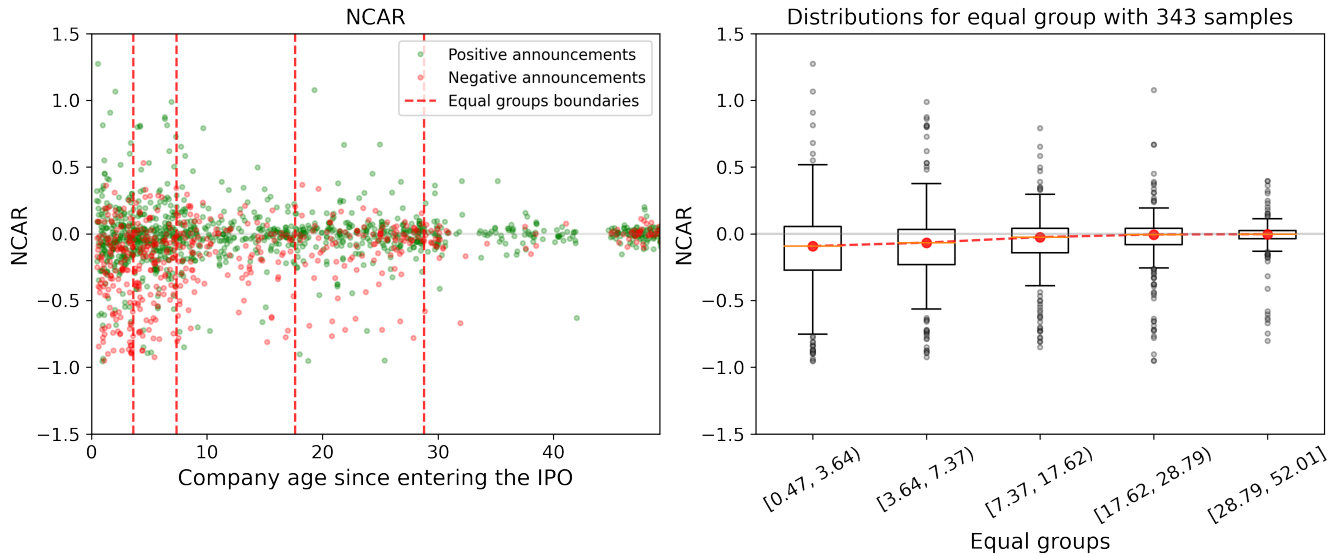 NCAR
1.5
1.0
0.5
0.0
−0.5
−1.0
−1.5
NCAR
0
10
20
30
40
Company age since entering the IPO
Positive announcements
Negative announcements
Equal groups boundaries
Distributions for equal group with 343 samples
1.5
1.0
0.5
0.0
−0.5
−1.0
−1.5
NCAR
[0.47, 3.64)
[3.64, 7.37)
[7.37, 17.62)
[17.62, 28.79)
[28.79, 52.01]
Equal groups